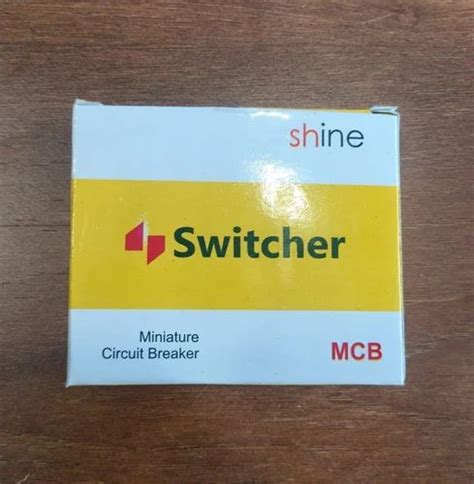 shine
Switcher
Miniature
Circuit Breaker
MCB